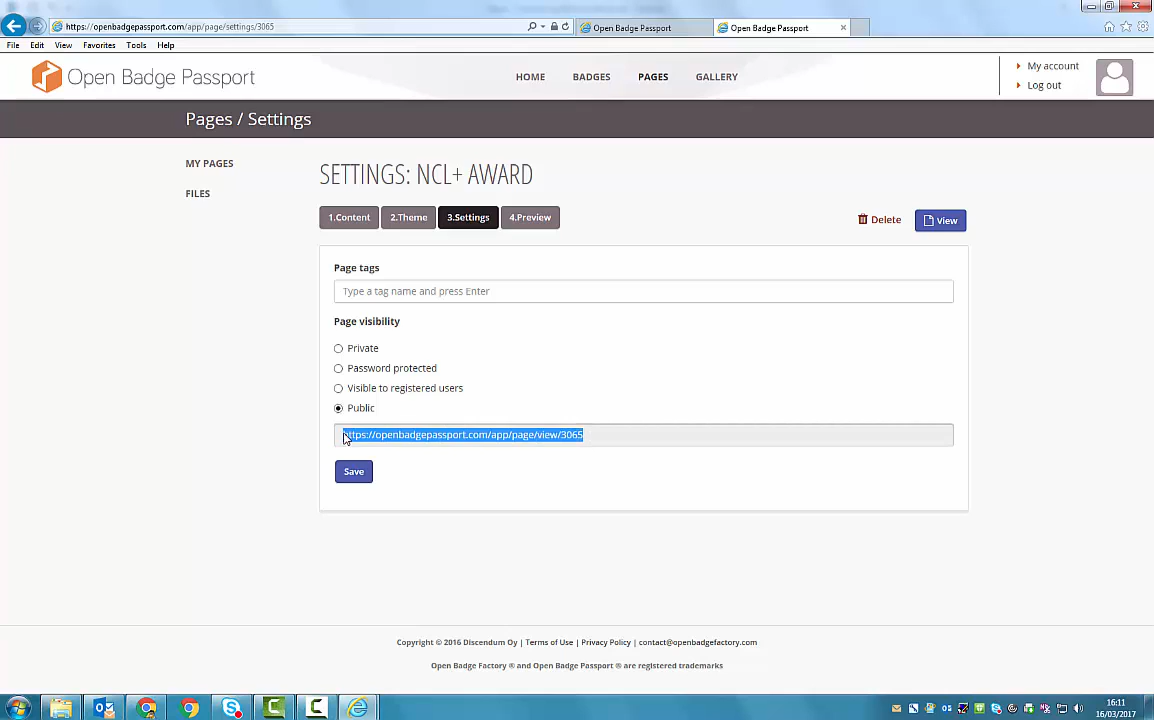 https://openbadgepassport.com/app/page/settings/3065
Open Badge Passport
Open Badge Passport
File Edit View Favorites Tools Help
Open Badge Passport
HOME BADGES PAGES GALLERY
My account
Log out
Pages / Settings
MY PAGES
FILES
SETTINGS: NCL+ AWARD
1.Content 2.Theme 3.Settings 4.Preview
Delete View
Page tags
Type a tag name and press Enter
Page visibility
Private
Password protected
Visible to registered users
Public
https://openbadgepassport.com/app/page/view/3065
Save
Copyright © 2016 Discendum Oy | Terms of Use | Privacy Policy | contact@openbadgefactory.com
Open Badge Factory ® and Open Badge Passport ® are registered trademarks
16:11
16/03/2017